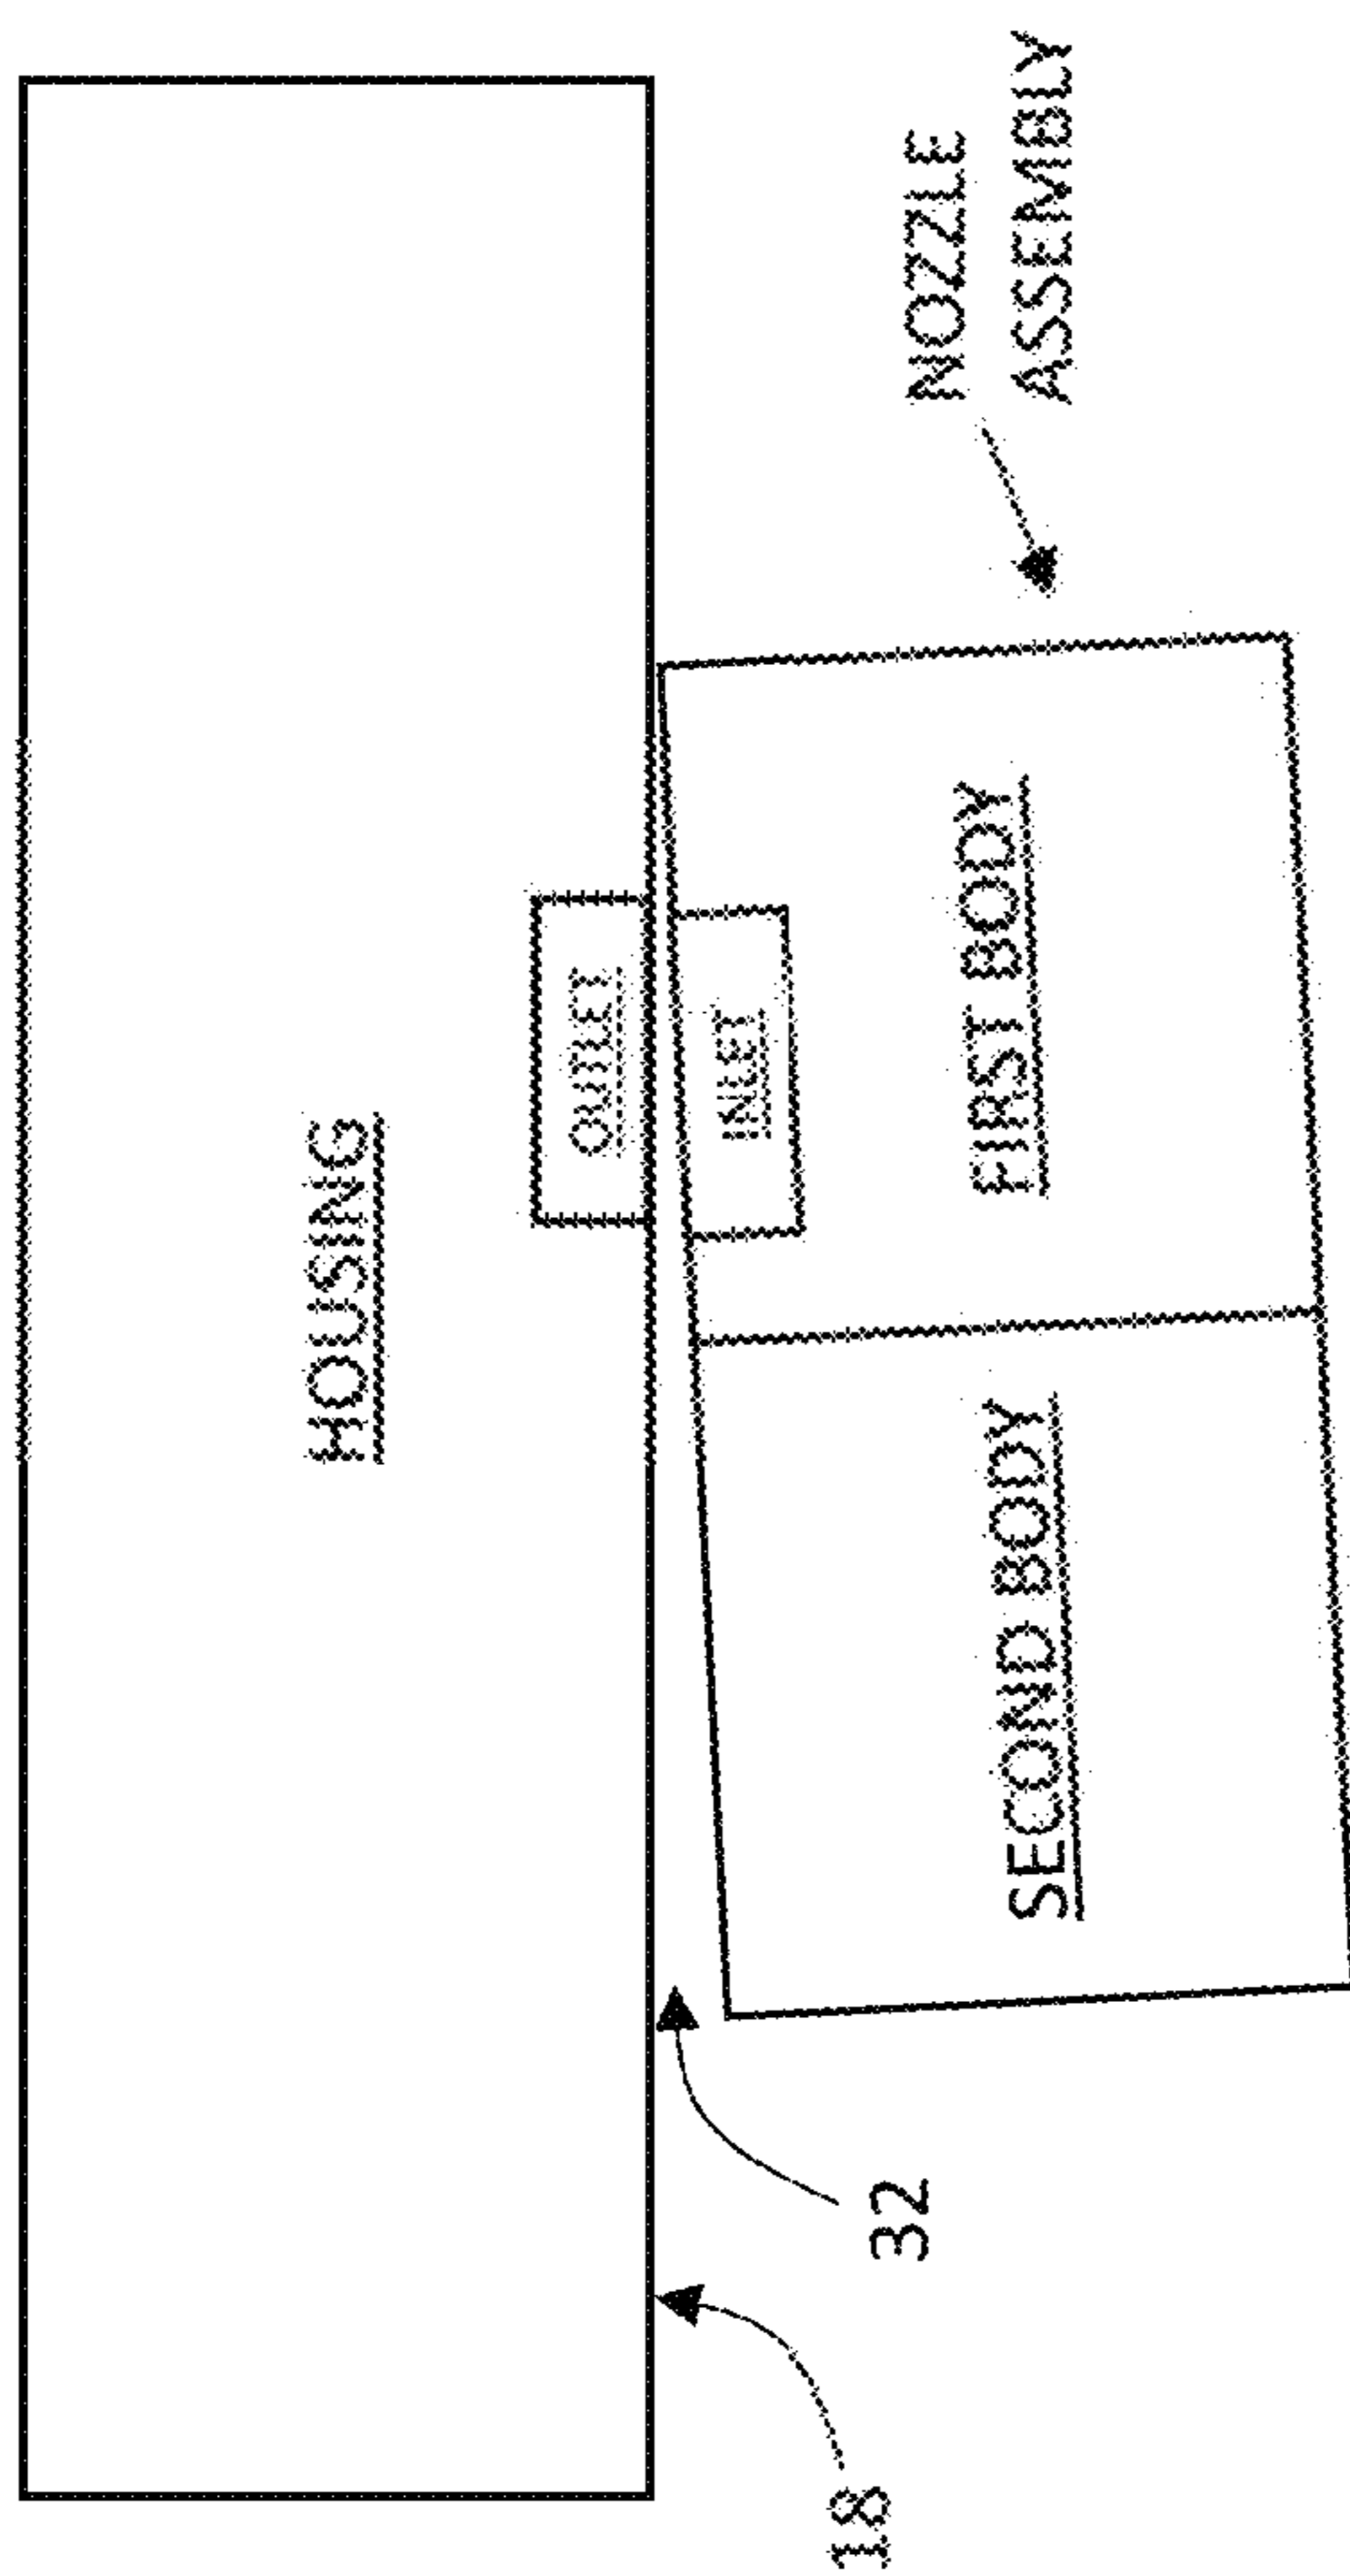 HOUSING
OUTLET
INLET
NOZZLE
ASSEMBLY
FIRST BODY
SECOND BODY
32
18